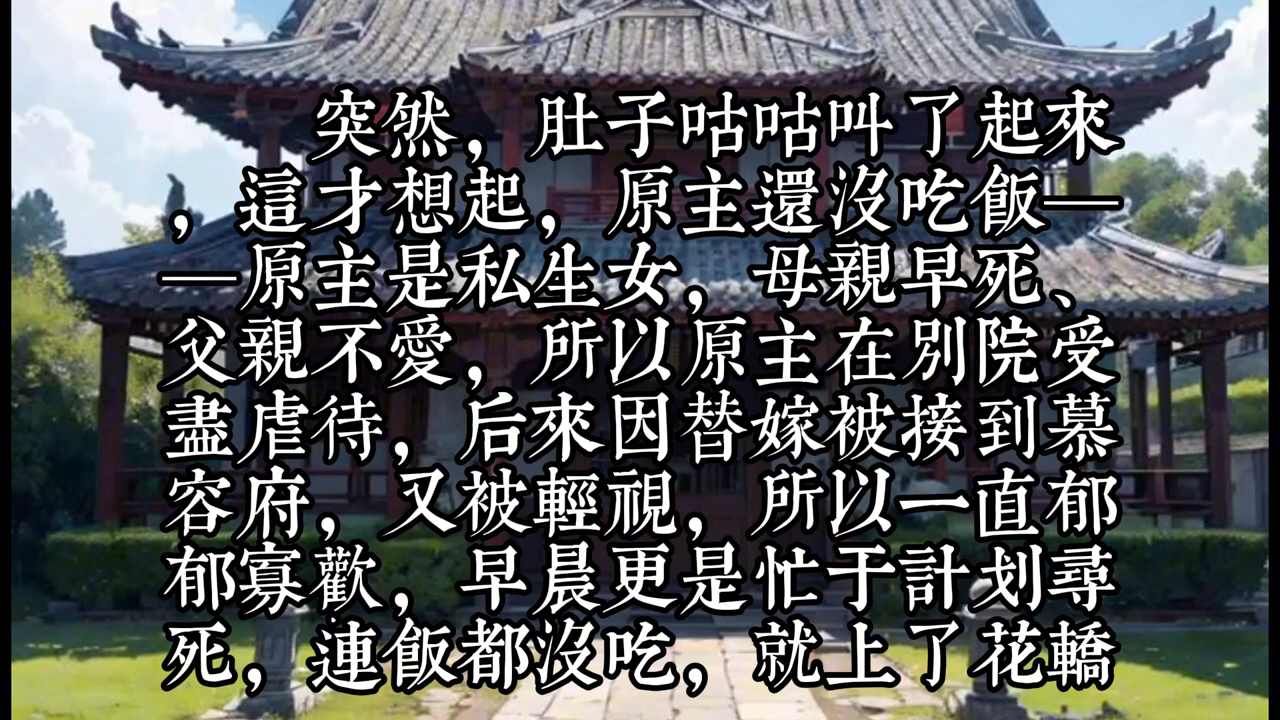 突然，肚子咕咕叫了起來
，這才想起，原主還沒吃飯—
—原主是私生女，母親早死、
父親不愛，所以原主在別院受
盡虐待，后來因替嫁被接到慕
容府，又被輕視，所以一直郁
郁寡歡，早晨更是忙于計划尋
死，連飯都沒吃，就上了花轎